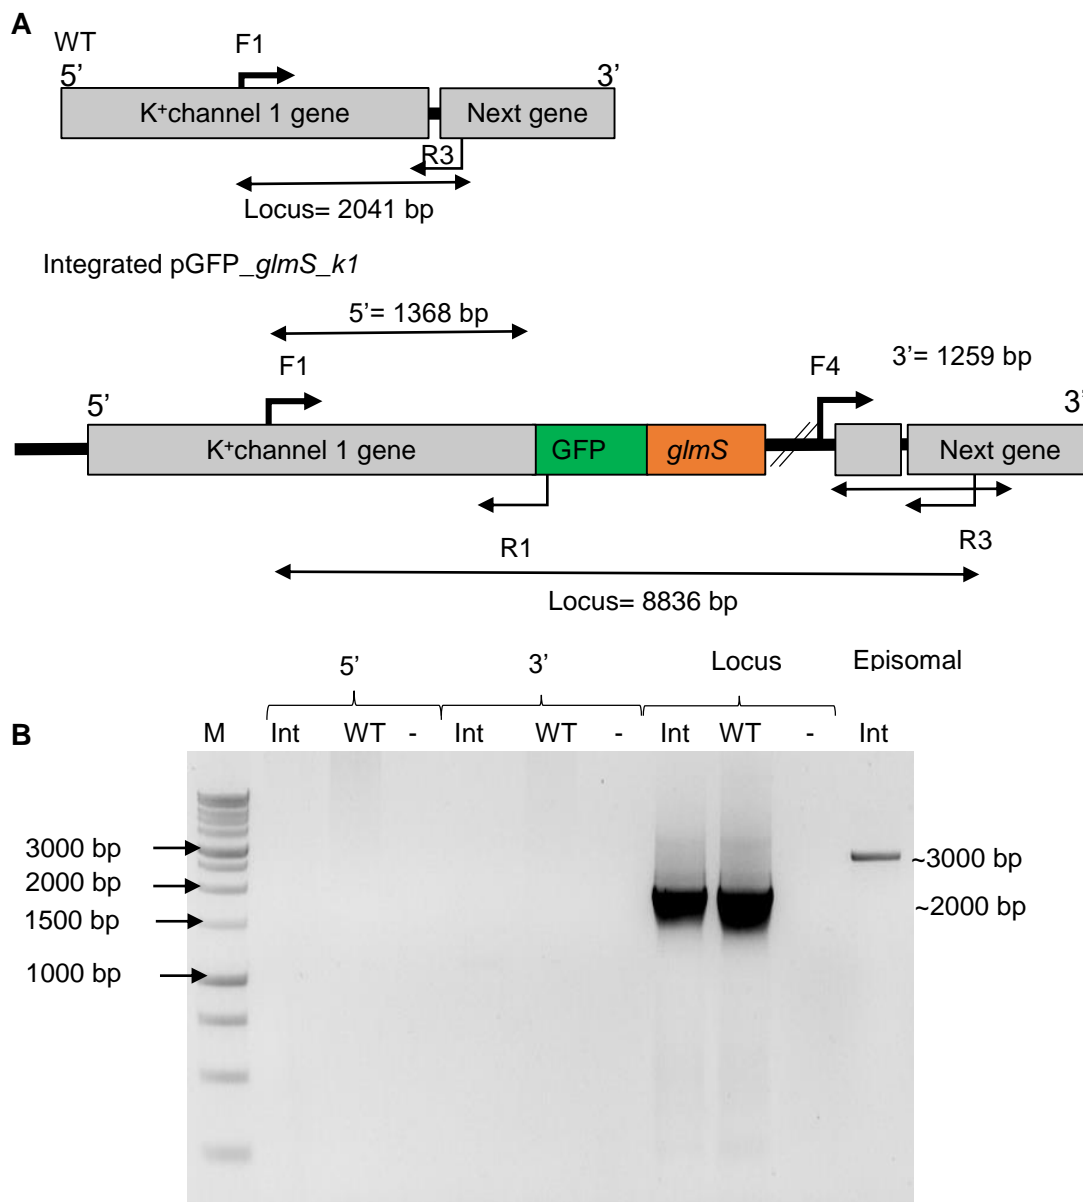 A
WT
F1
5’
3’
K+channel 1 gene
Next gene
R3
Locus= 2041 bp
Integrated pGFP_glmS_k1
5’= 1368 bp
3’= 1259 bp
F1
F4
5’
3’
K+channel 1 gene
GFP
glmS
Next gene
R1
R3
Locus= 8836 bp
5’
3’
Locus
Episomal
B
M
Int
WT
-
Int
WT
-
Int
WT
-
Int
3000 bp
~3000 bp
2000 bp
~2000 bp
1500 bp
1000 bp